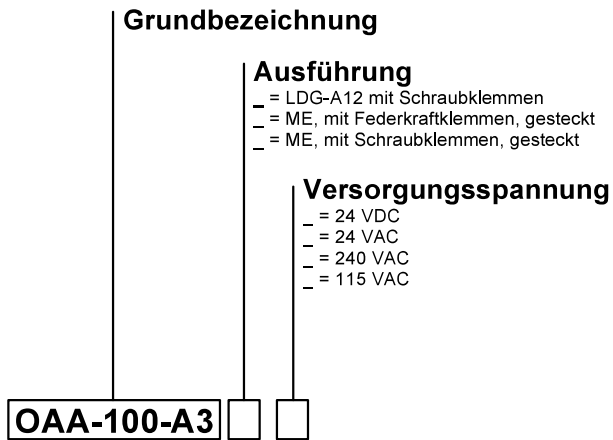 Grundbezeichnung
Ausführung
_ = LDG-A12 mit Schraubklemmen
_ = ME, mit Federkraftklemmen, gesteckt
_ = ME, mit Schraubklemmen, gesteckt
Versorgungsspannung
_ = 24 VDC
_ = 24 VAC
_ = 240 VAC
_ = 115 VAC
OAA-100-A3